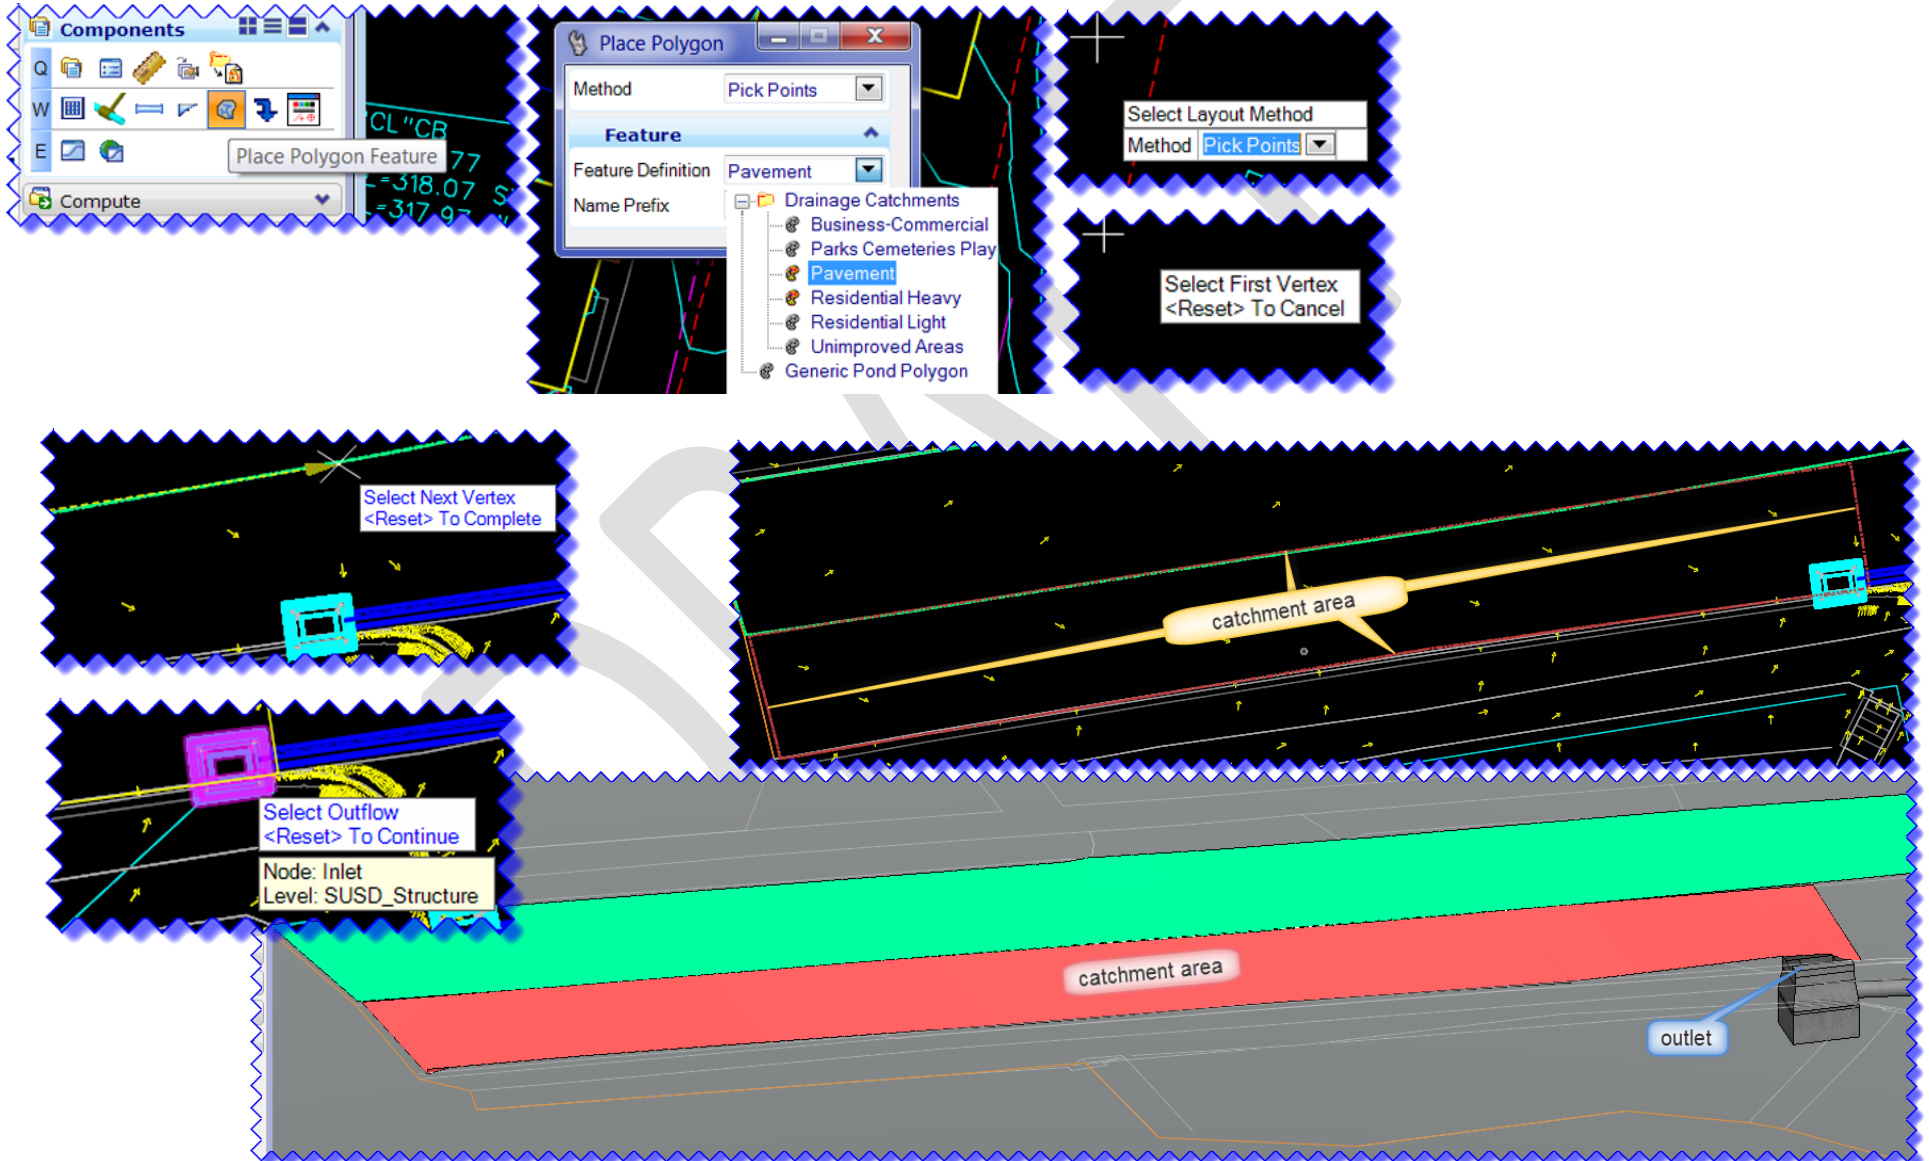 Components
Q
W
CL"CB
Place Polygon Feature
77
E
=318.07 S
=317.97
Compute
Place Polygon
Method Pick Points
Feature
Feature Definition Pavement
Name Prefix
Drainage Catchments
Business-Commercial
Parks Cemeteries Play
Pavement
Residential Heavy
Residential Light
Unimproved Areas
Generic Pond Polygon
Select Layout Method
Method Pick Points
Select First Vertex
<Reset> To Cancel
Select Next Vertex
<Reset> To Complete
catchment area
Select Outflow
<Reset> To Continue
Node: Inlet
Level: SUSD_Structure
catchment area
outlet